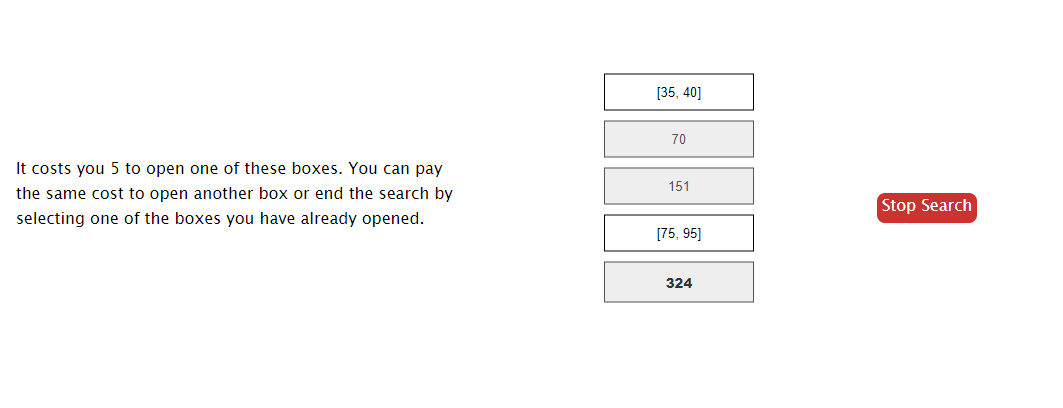 It costs you 5 to open one of these boxes. You can pay
the same cost to open another box or end the search by
selecting one of the boxes you have already opened.
[35, 40]
70
151
[75, 95]
324
Stop Search